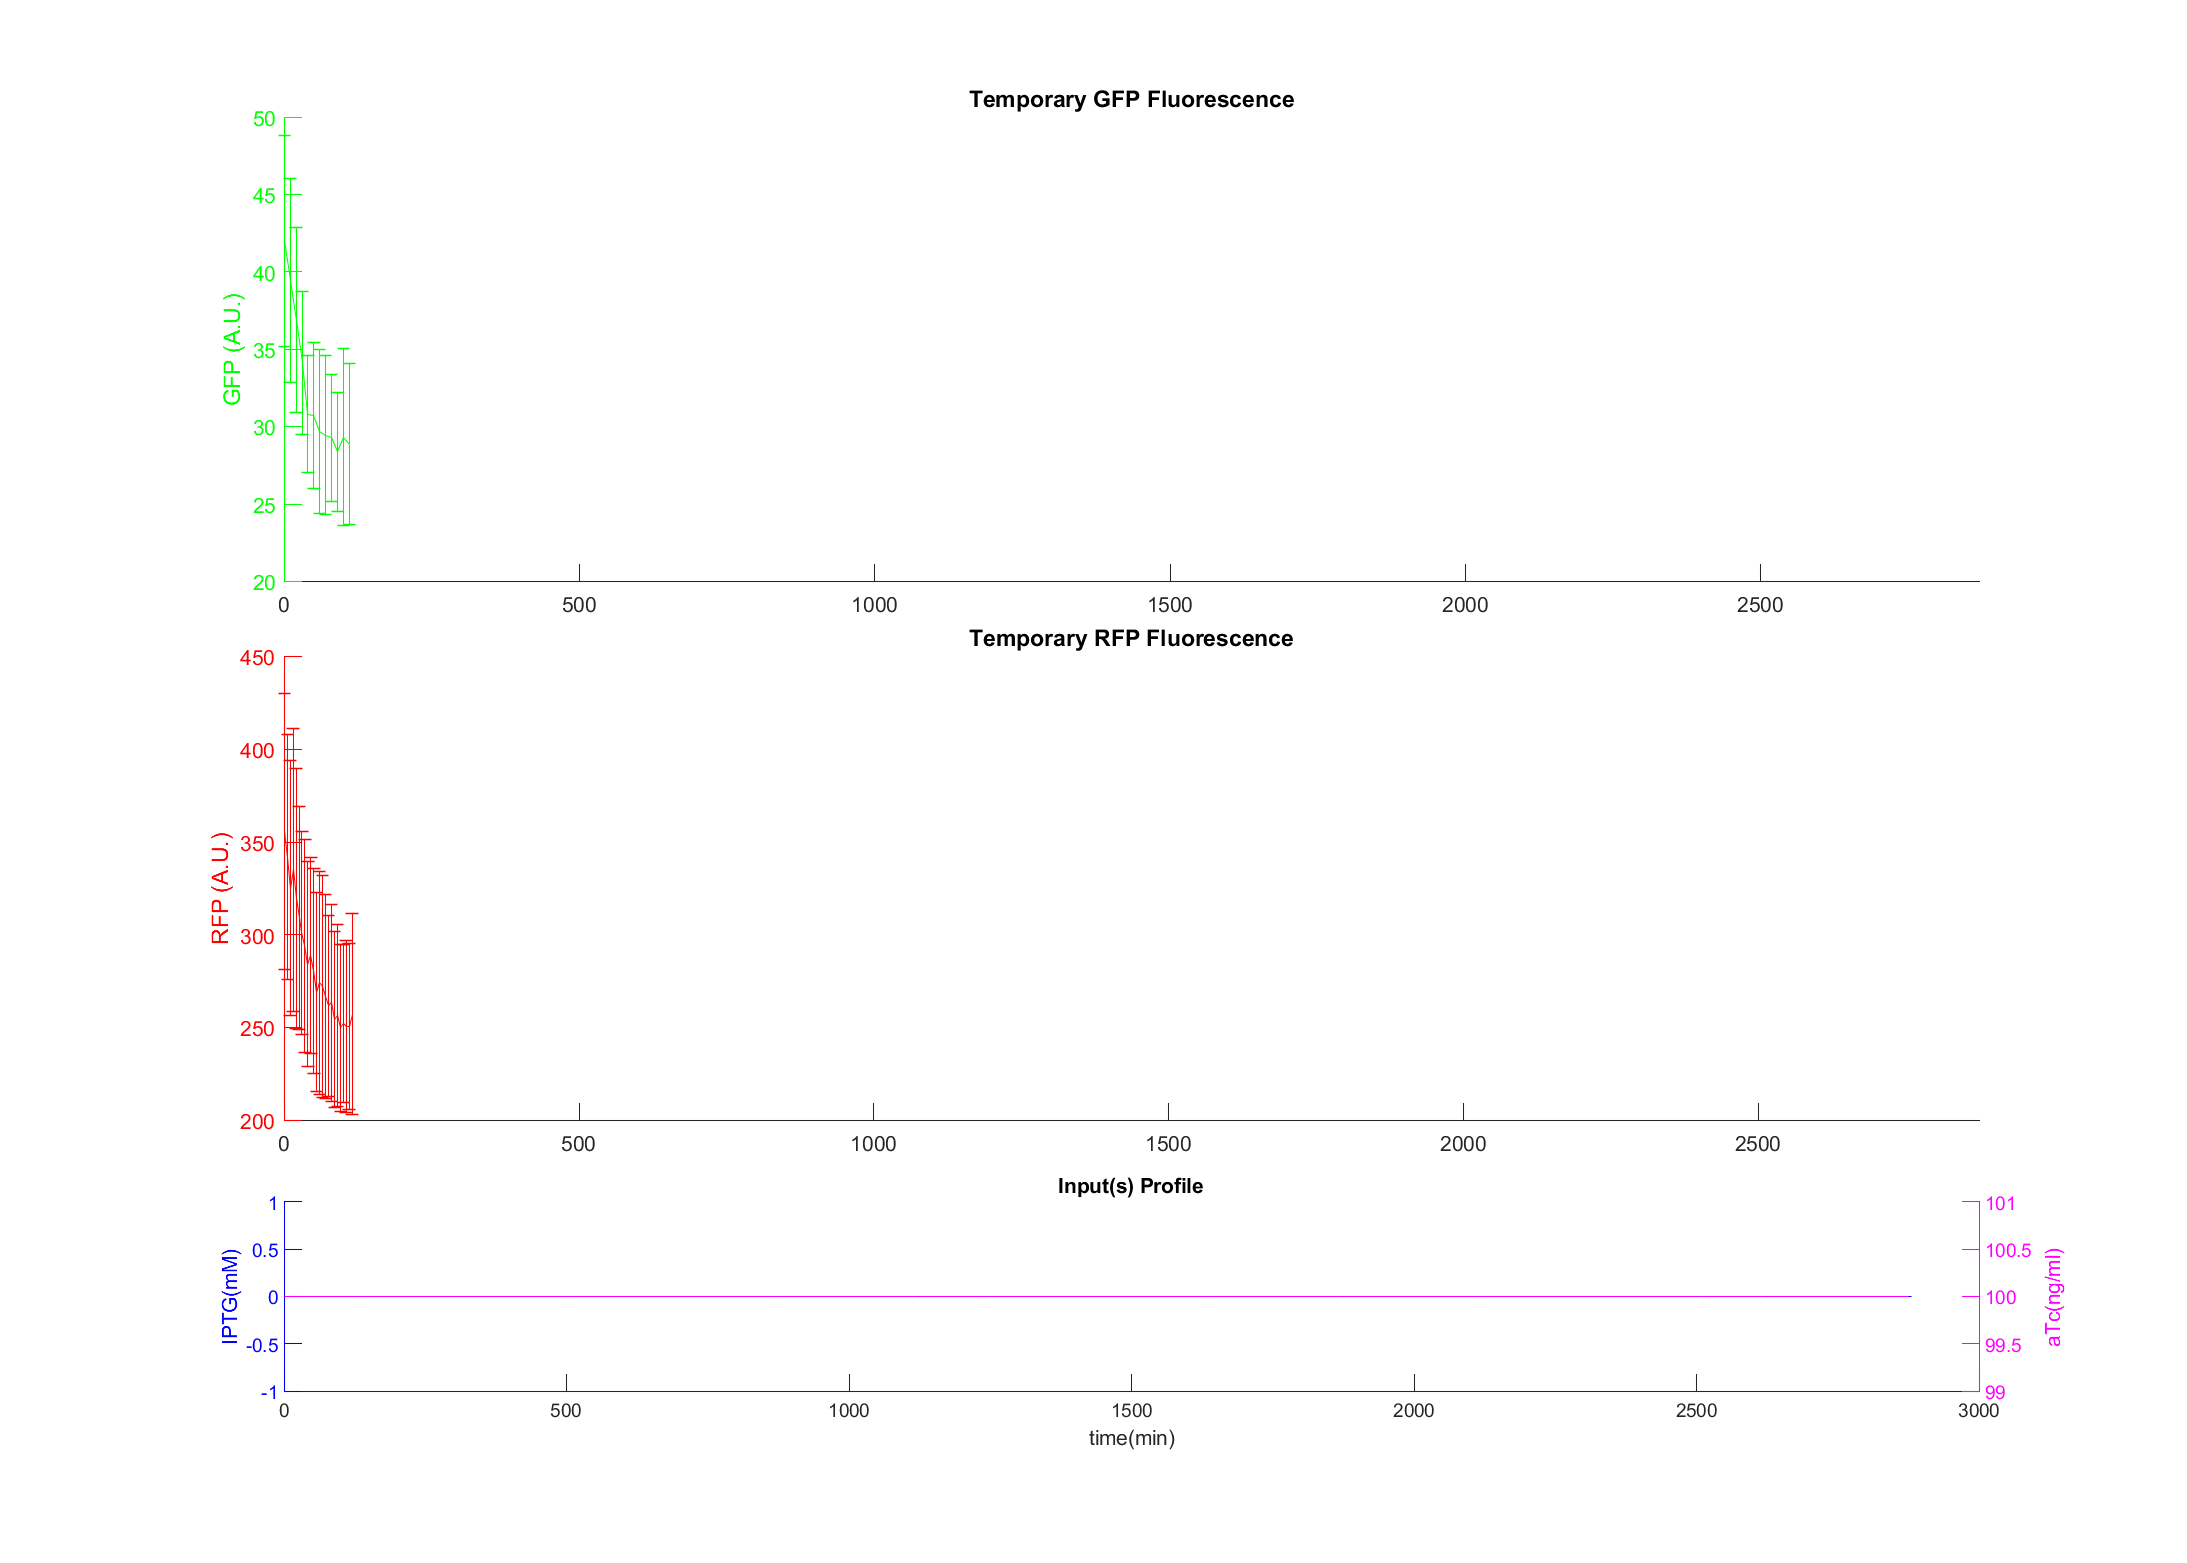 Temporary GFP Fluorescence
50
45
40
35
30
25
20
GFP (A.U.)
0 500 1000 1500 2000 2500
Temporary RFP Fluorescence
450
400
350
300
250
200
RFP (A.U.)
0 500 1000 1500 2000 2500
Input(s) Profile
1
0.5
0
-0.5
-1
IPTG(mM)
101
100.5
100
99.5
99
aTc(ng/ml)
0 500 1000 1500 2000 2500 3000
time(min)